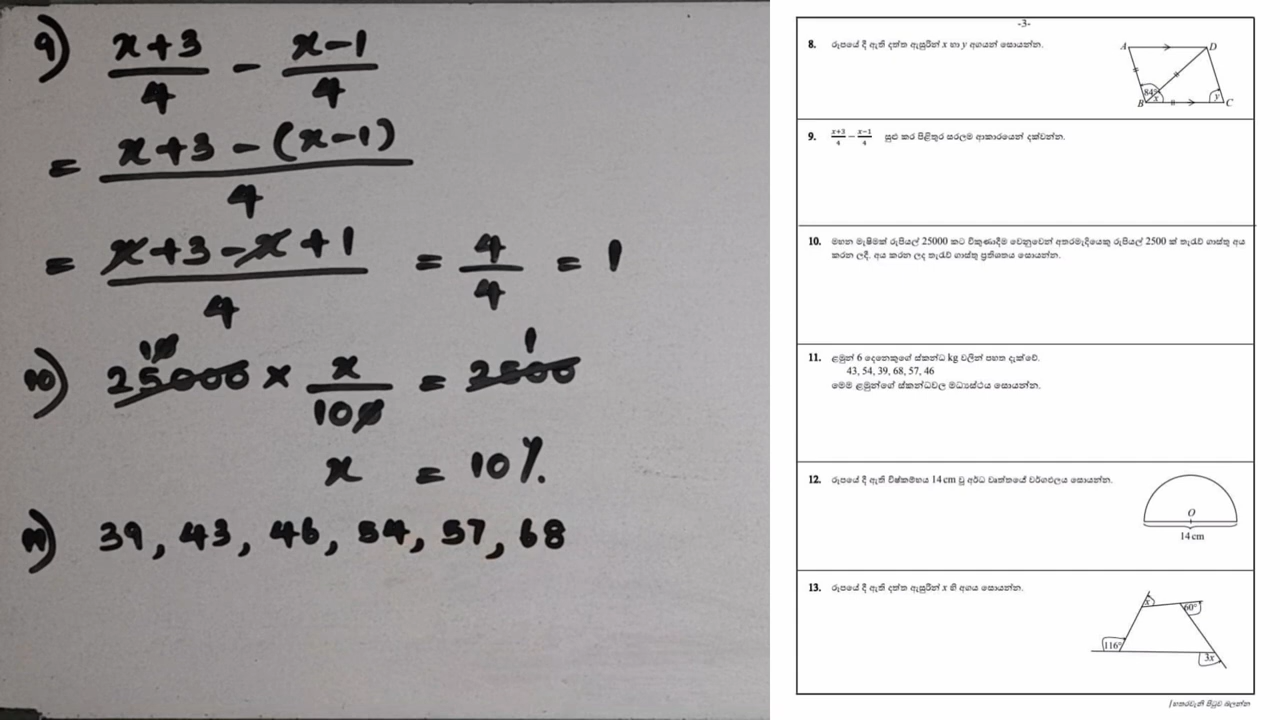 9) x+3/4 - x-1/4
= x+3-(x-1)/4
= x+3-x+1/4 = 4/4 = 1
10) 25000 × x/100 = 2500
10 1
x = 10%.
11) 39, 43, 46, 54, 57, 68
-3-
8. රූපයේ දී ඇති දත්ත ඇසුරින් x හා y අගයන් සොයන්න.
A D
84°
B x y C
9. x+3/4 − x−1/4 සුළු කර පිළිතුර සරලම ආකාරයෙන් දක්වන්න.
10. මහන මැෂිමක් රුපියල් 25000 කට විකුණාදීම වෙනුවෙන් අතරමැදියෙකු රුපියල් 2500 ක් තැරැව් ගාස්තු අය
කරන ලදී. අය කරන ලද තැරැව් ගාස්තු ප්‍රතිශතය සොයන්න.
11. ළමුන් 6 දෙනෙකුගේ ස්කන්ධ kg වලින් පහත දැක්වේ.
43, 54, 39, 68, 57, 46
මෙම ළමුන්ගේ ස්කන්ධවල මධ්‍යස්ථය සොයන්න.
12. රූපයේ දී ඇති විෂ්කම්භය 14 cm වූ අර්ධ වෘත්තයේ වර්ගඵලය සොයන්න.
O
14 cm
13. රූපයේ දී ඇති දත්ත ඇසුරින් x හි අගය සොයන්න.
x 60°
116° 3x
[හතරවැනි පිටුව බලන්න